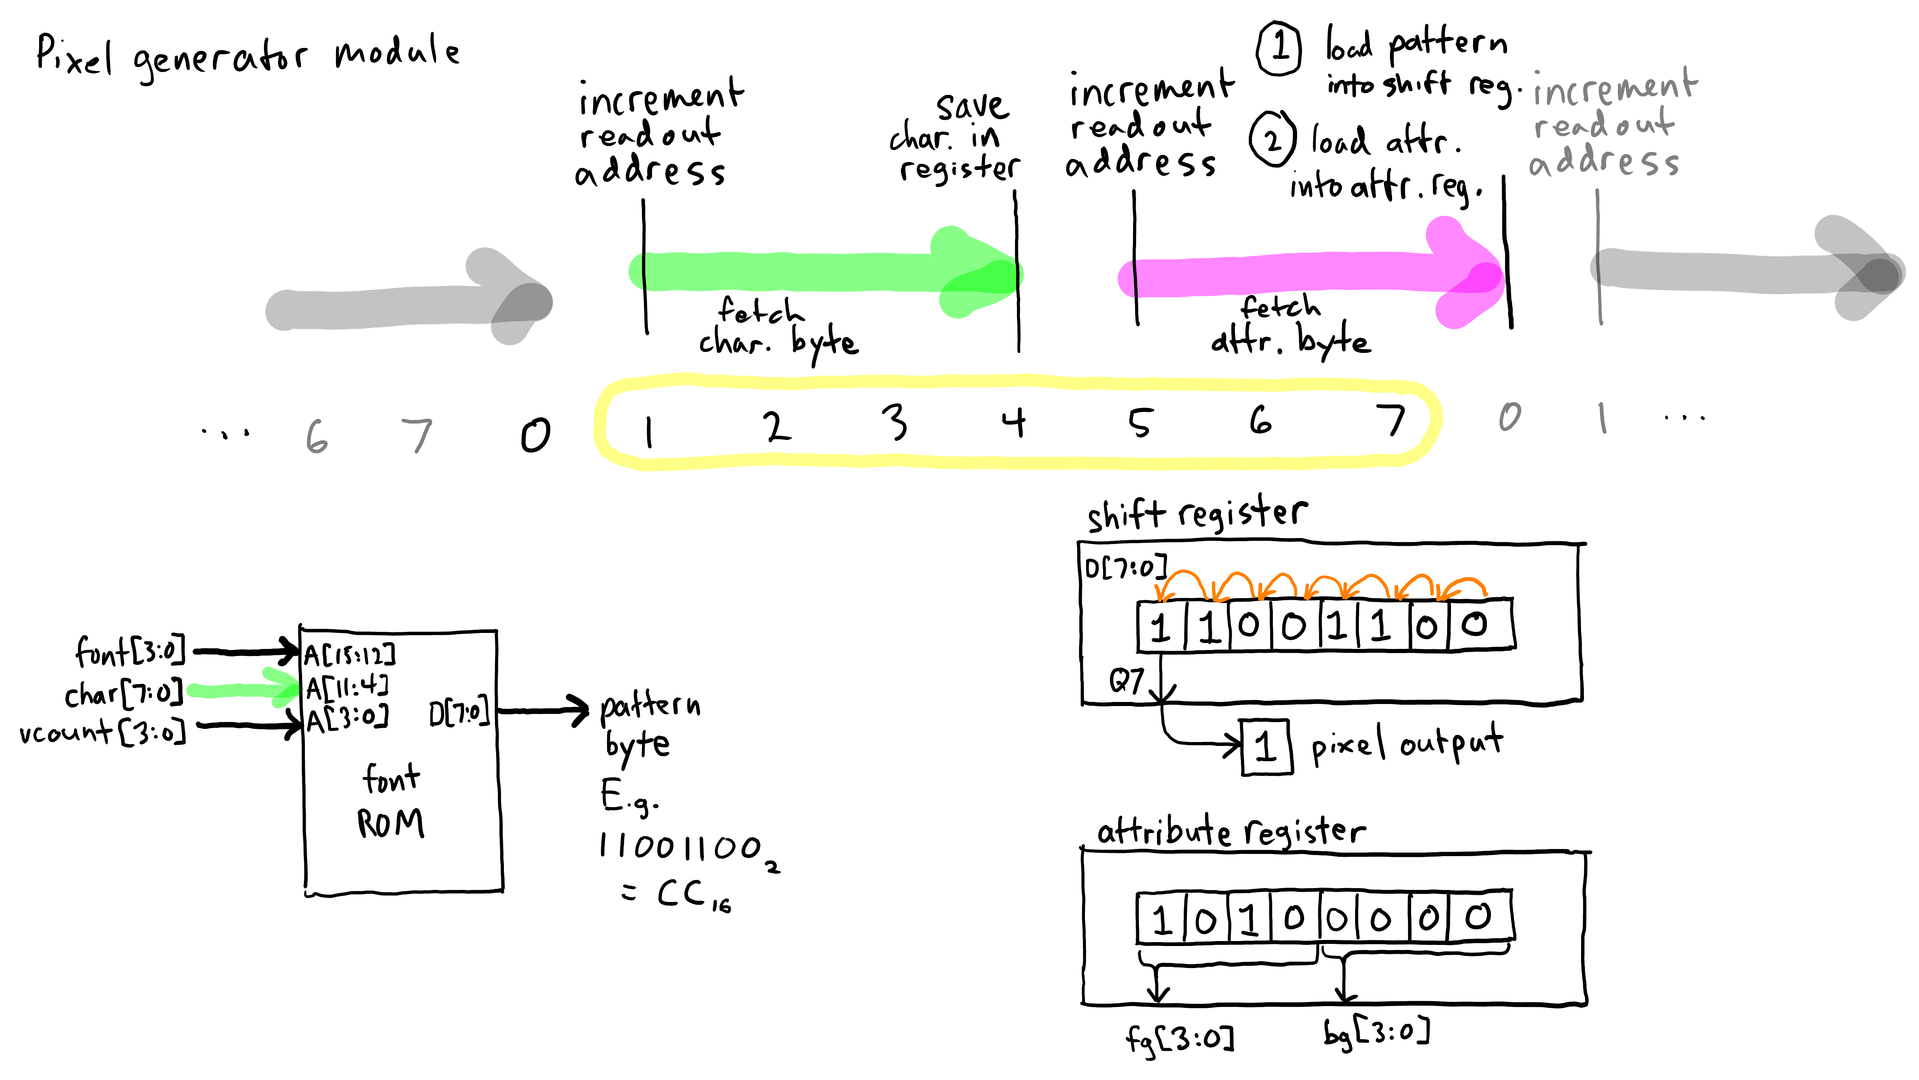 Pixel generator module
increment
readout
address
save
char. in
register
increment
readout
address
1 load pattern
into shift reg.
2 load attr.
into attr. reg.
increment
readout
address
fetch
char. byte
fetch
attr. byte
... 6 7 0 1 2 3 4 5 6 7 0 1 ...
font[3:0]
char[7:0]
vcount[3:0]
A[15:12]
A[11:4]
A[3:0]
D[7:0]
font
ROM
pattern
byte
E.g.
11001100₂
= CC₁₆
shift register
D[7:0]
1 1 0 0 1 1 0 0
Q7
1 pixel output
attribute register
1 0 1 0 0 0 0 0
fg[3:0] bg[3:0]